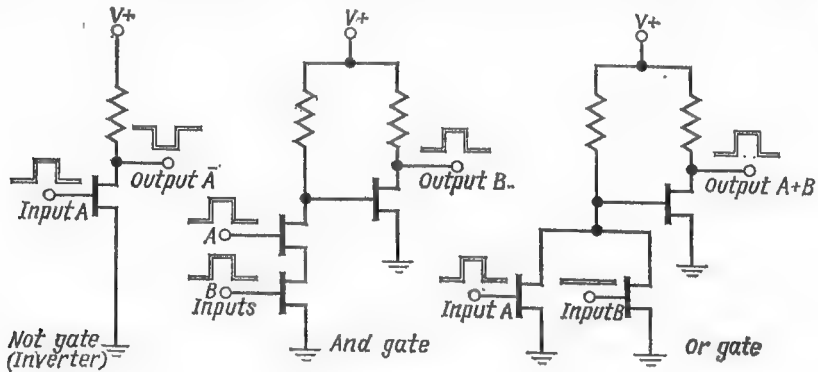 V+
V+
V+
Output Ā
Input A
Output B..
Output A+B
A
B
Inputs
Input A
Input B
Not gate
(Inverter)
And gate
or gate